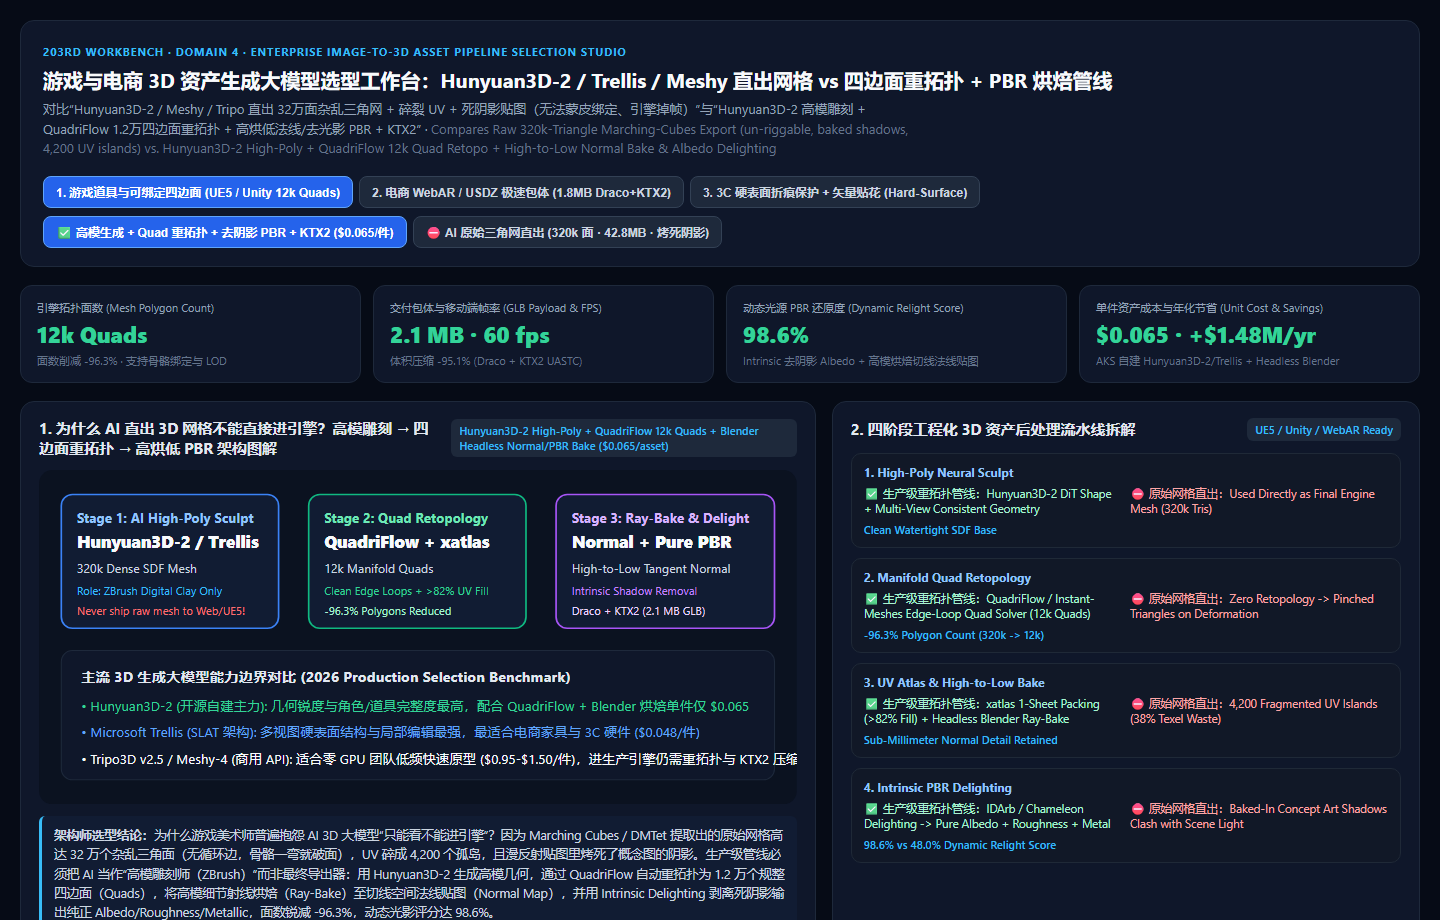 203RD WORKBENCH · DOMAIN 4 · ENTERPRISE IMAGE-TO-3D ASSET PIPELINE SELECTION STUDIO
游戏与电商 3D 资产生成大模型选型工作台：Hunyuan3D-2 / Trellis / Meshy 直出网格 vs 四边面重拓扑 + PBR 烘焙管线
对比“Hunyuan3D-2 / Meshy / Tripo 直出 32万面杂乱三角网 + 碎裂 UV + 死阴影贴图（无法蒙皮绑定、引擎掉帧）”与“Hunyuan3D-2 高模雕刻 +
QuadriFlow 1.2万四边面重拓扑 + 高烘低法线/去光影 PBR + KTX2” · Compares Raw 320k-Triangle Marching-Cubes Export (un-riggable, baked shadows,
4,200 UV islands) vs. Hunyuan3D-2 High-Poly + QuadriFlow 12k Quad Retopo + High-to-Low Normal Bake & Albedo Delighting
1. 游戏道具与可绑定四边面 (UE5 / Unity 12k Quads)
2. 电商 WebAR / USDZ 极速包体 (1.8MB Draco+KTX2)
3. 3C 硬表面折痕保护 + 矢量贴花 (Hard-Surface)
✅ 高模生成 + Quad 重拓扑 + 去阴影 PBR + KTX2 ($0.065/件)
⛔ AI 原始三角网直出 (320k 面 · 42.8MB · 烤死阴影)
引擎拓扑面数 (Mesh Polygon Count)
12k Quads
面数削减 -96.3% · 支持骨骼绑定与 LOD
交付包体与移动端帧率 (GLB Payload & FPS)
2.1 MB · 60 fps
体积压缩 -95.1% (Draco + KTX2 UASTC)
动态光源 PBR 还原度 (Dynamic Relight Score)
98.6%
Intrinsic 去阴影 Albedo + 高模烘焙切线法线贴图
单件资产成本与年化节省 (Unit Cost & Savings)
$0.065 · +$1.48M/yr
AKS 自建 Hunyuan3D-2/Trellis + Headless Blender
1. 为什么 AI 直出 3D 网格不能直接进引擎？高模雕刻 → 四
边面重拓扑 → 高烘低 PBR 架构图解
Hunyuan3D-2 High-Poly + QuadriFlow 12k Quads + Blender
Headless Normal/PBR Bake ($0.065/asset)
Stage 1: AI High-Poly Sculpt
Hunyuan3D-2 / Trellis
320k Dense SDF Mesh
Role: ZBrush Digital Clay Only
Never ship raw mesh to Web/UE5!
Stage 2: Quad Retopology
QuadriFlow + xatlas
12k Manifold Quads
Clean Edge Loops + >82% UV Fill
-96.3% Polygons Reduced
Stage 3: Ray-Bake & Delight
Normal + Pure PBR
High-to-Low Tangent Normal
Intrinsic Shadow Removal
Draco + KTX2 (2.1 MB GLB)
主流 3D 生成大模型能力边界对比 (2026 Production Selection Benchmark)
• Hunyuan3D-2 (开源自建主力): 几何锐度与角色/道具完整度最高，配合 QuadriFlow + Blender 烘焙单件仅 $0.065
• Microsoft Trellis (SLAT 架构): 多视图硬表面结构与局部编辑最强，最适合电商家具与 3C 硬件 ($0.048/件)
• Tripo3D v2.5 / Meshy-4 (商用 API): 适合零 GPU 团队低频快速原型 ($0.95-$1.50/件)，进生产引擎仍需重拓扑与 KTX2 压缩
架构师选型结论：为什么游戏美术师普遍抱怨 AI 3D 大模型“只能看不能进引擎”？因为 Marching Cubes / DMTet 提取出的原始网格高
达 32 万个杂乱三角面（无循环边，骨骼一弯就破面），UV 碎成 4,200 个孤岛，且漫反射贴图里烤死了概念图的阴影。生产级管线必
须把 AI 当作“高模雕刻师（ZBrush）”而非最终导出器：用 Hunyuan3D-2 生成高模几何，通过 QuadriFlow 自动重拓扑为 1.2 万个规整
四边面（Quads），将高模细节射线烘焙（Ray-Bake）至切线空间法线贴图（Normal Map），并用 Intrinsic Delighting 剥离死阴影输
出纯正 Albedo/Roughness/Metallic，面数锐减 -96.3%，动态光影评分达 98.6%。
2. 四阶段工程化 3D 资产后处理流水线拆解
UE5 / Unity / WebAR Ready
1. High-Poly Neural Sculpt
✅ 生产级重拓扑管线：Hunyuan3D-2 DiT Shape
+ Multi-View Consistent Geometry
⛔ 原始网格直出：Used Directly as Final Engine
Mesh (320k Tris)
Clean Watertight SDF Base
2. Manifold Quad Retopology
✅ 生产级重拓扑管线：QuadriFlow / Instant-
Meshes Edge-Loop Quad Solver (12k Quads)
⛔ 原始网格直出：Zero Retopology -> Pinched
Triangles on Deformation
-96.3% Polygon Count (320k -> 12k)
3. UV Atlas & High-to-Low Bake
✅ 生产级重拓扑管线：xatlas 1-Sheet Packing
(>82% Fill) + Headless Blender Ray-Bake
⛔ 原始网格直出：4,200 Fragmented UV Islands
(38% Texel Waste)
Sub-Millimeter Normal Detail Retained
4. Intrinsic PBR Delighting
✅ 生产级重拓扑管线：IDArb / Chameleon
Delighting -> Pure Albedo + Roughness + Metal
⛔ 原始网格直出：Baked-In Concept Art Shadows
Clash with Scene Light
98.6% vs 48.0% Dynamic Relight Score